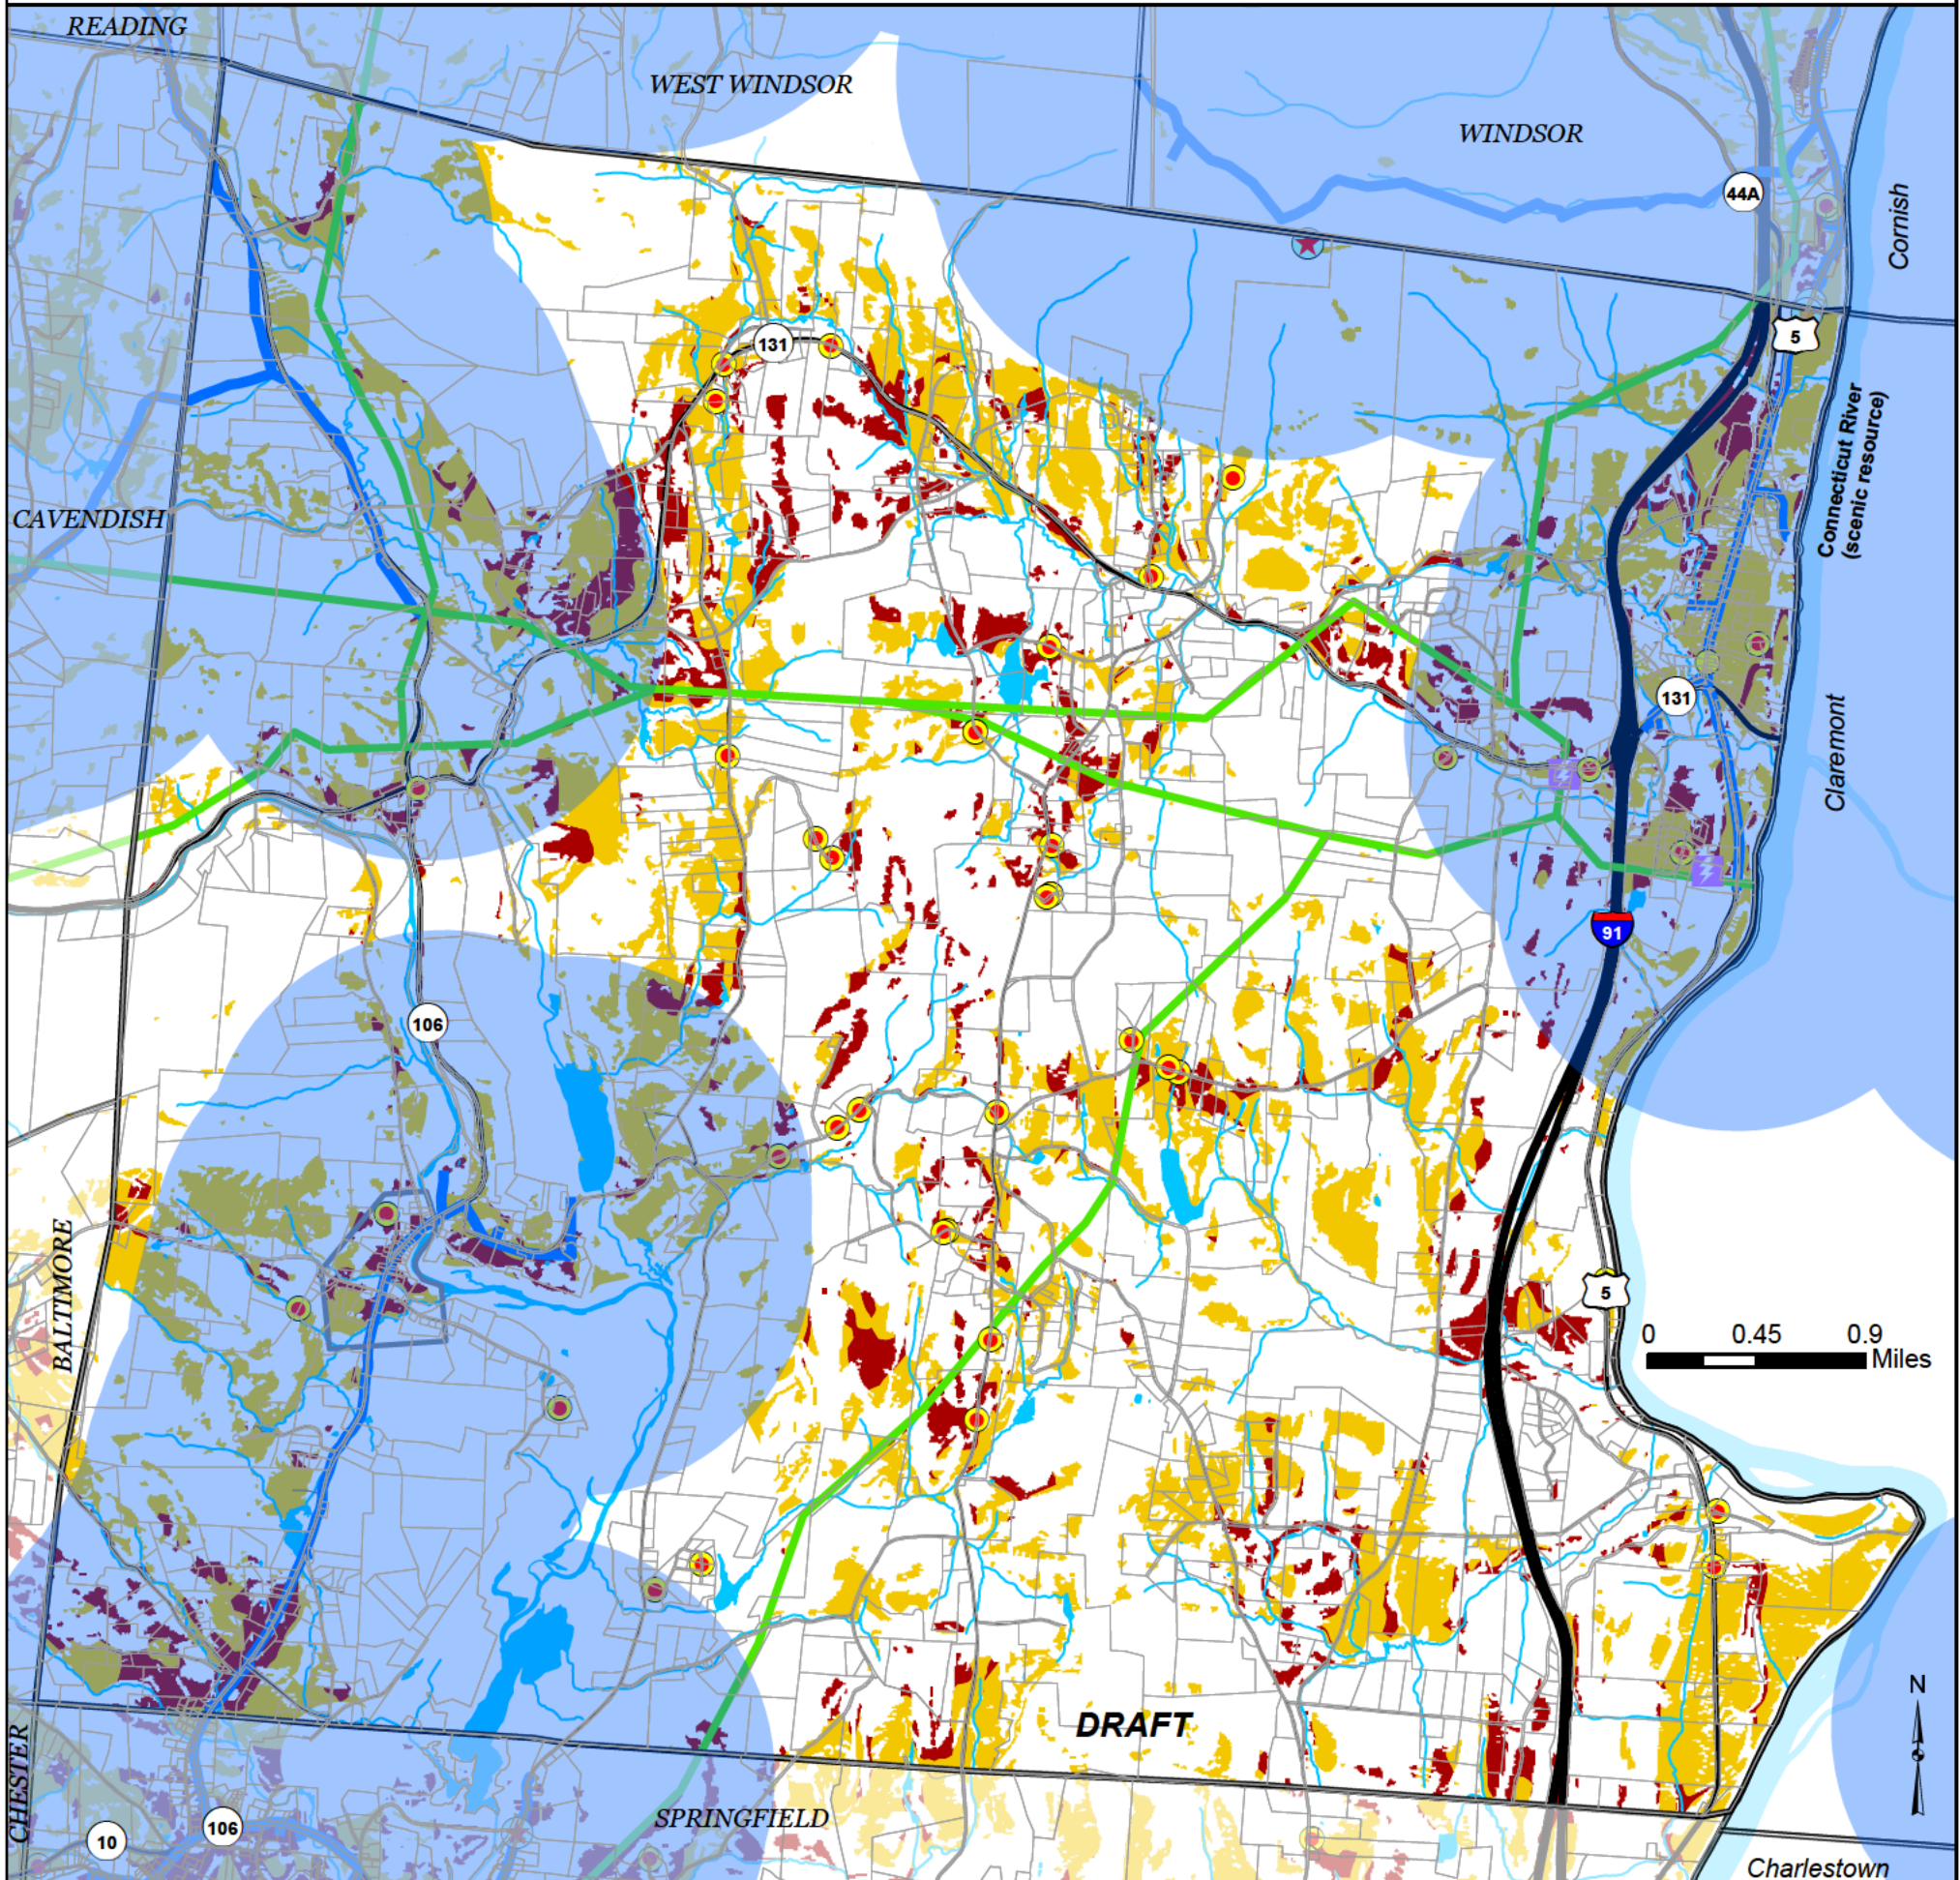 READING
WEST WINDSOR
WINDSOR
44A
Cornish
131
5
Connecticut River
(scenic resource)
CAVENDISH
131
Claremont
91
106
BALTIMORE
5
0 0.45 0.9
Miles
N
DRAFT
CHESTER
SPRINGFIELD
106
10
Charlestown